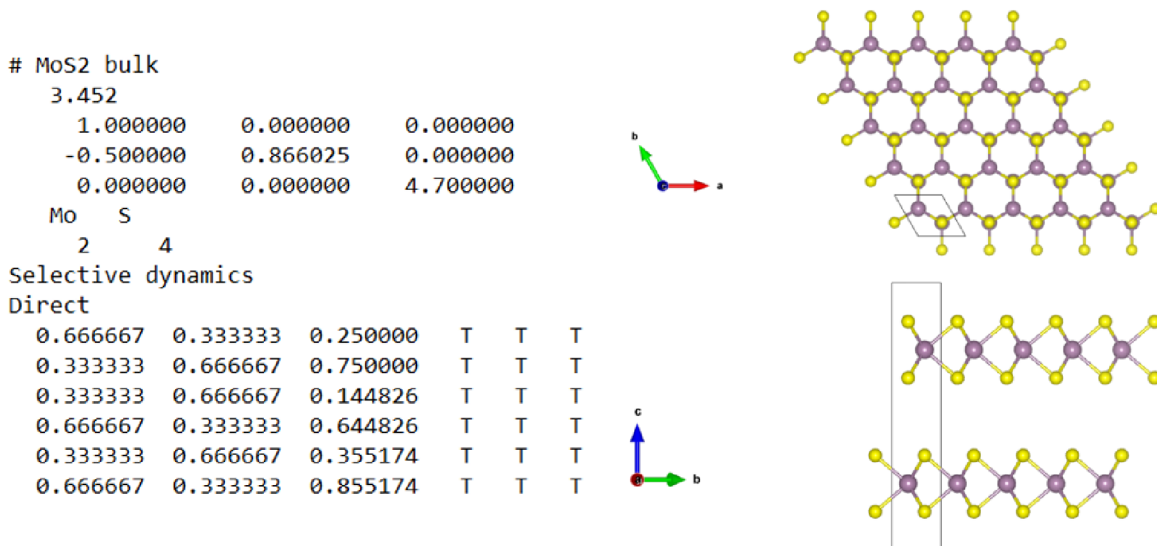 # MoS2 bulk
3.452
1.000000 0.000000 0.000000
-0.500000 0.866025 0.000000
0.000000 0.000000 4.700000
Mo S
2 4
Selective dynamics
Direct
0.666667 0.333333 0.250000 T T T
0.333333 0.666667 0.750000 T T T
0.333333 0.666667 0.144826 T T T
0.666667 0.333333 0.644826 T T T
0.333333 0.666667 0.355174 T T T
0.666667 0.333333 0.855174 T T T
b
a
c
b